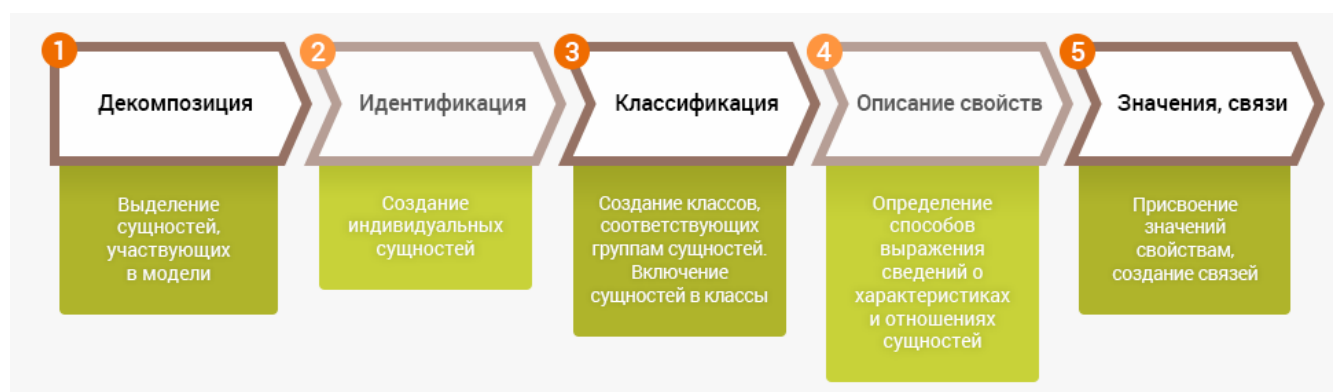 1
Декомпозиция
Выделение
сущностей,
участвующих
в модели
2
Идентификация
Создание
индивидуальных
сущностей
3
Классификация
Создание классов,
соответствующих
группам сущностей.
Включение
сущностей в классы
4
Описание свойств
Определение
способов
выражения
сведений о
характеристиках
и отношениях
сущностей
5
Значения, связи
Присвоение
значений
свойствам,
создание связей